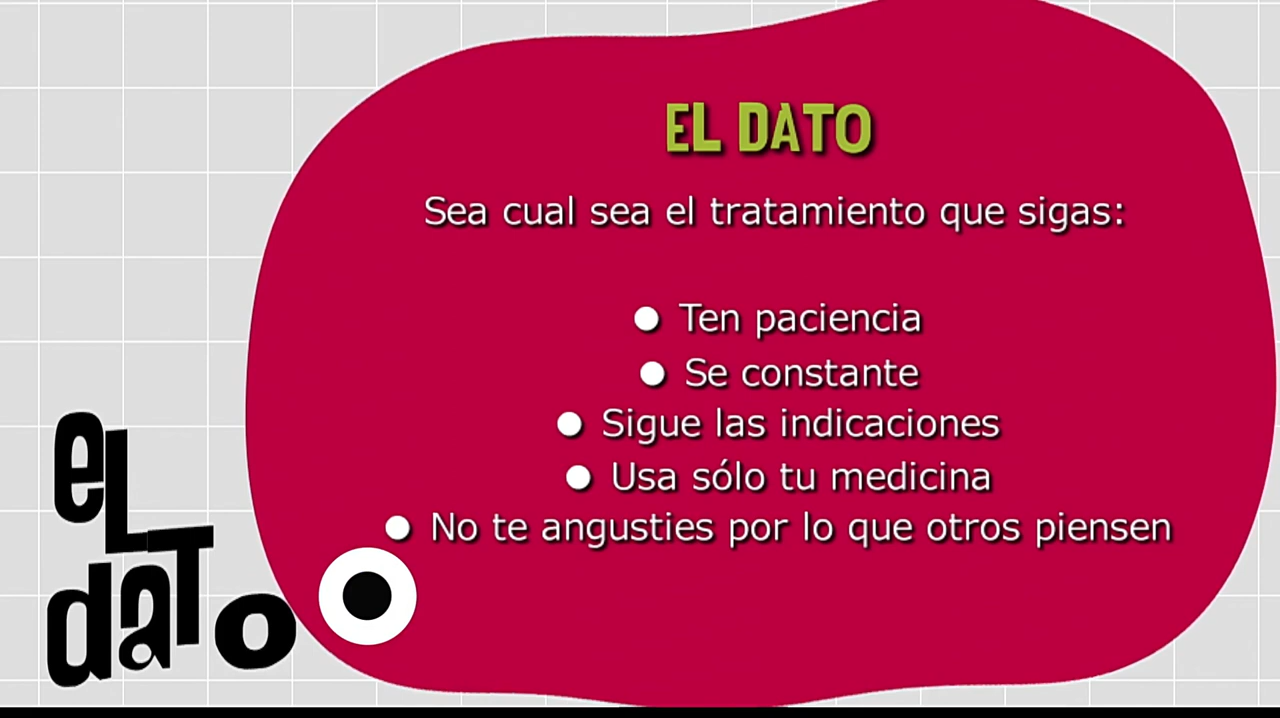 EL DATO
Sea cual sea el tratamiento que sigas:
● Ten paciencia
● Se constante
● Sigue las indicaciones
● Usa sólo tu medicina
● No te angusties por lo que otros piensen
eL
daTo